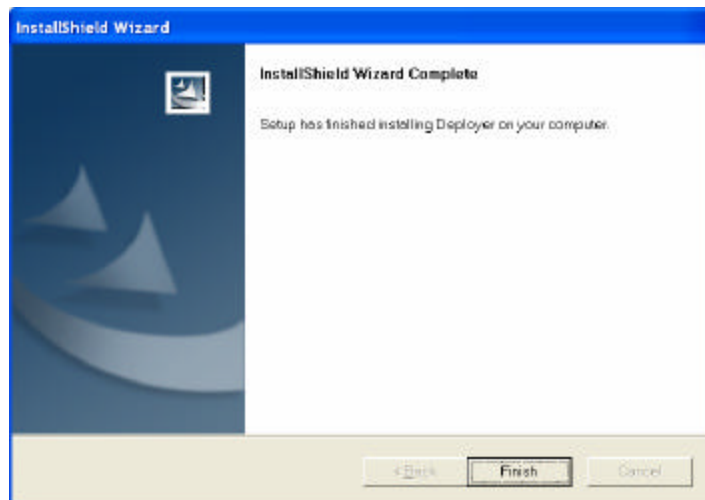 InstallShield Wizard
InstallShield Wizard Complete
Setup has finished installing Deployer on your computer.
< Back Finish Cancel